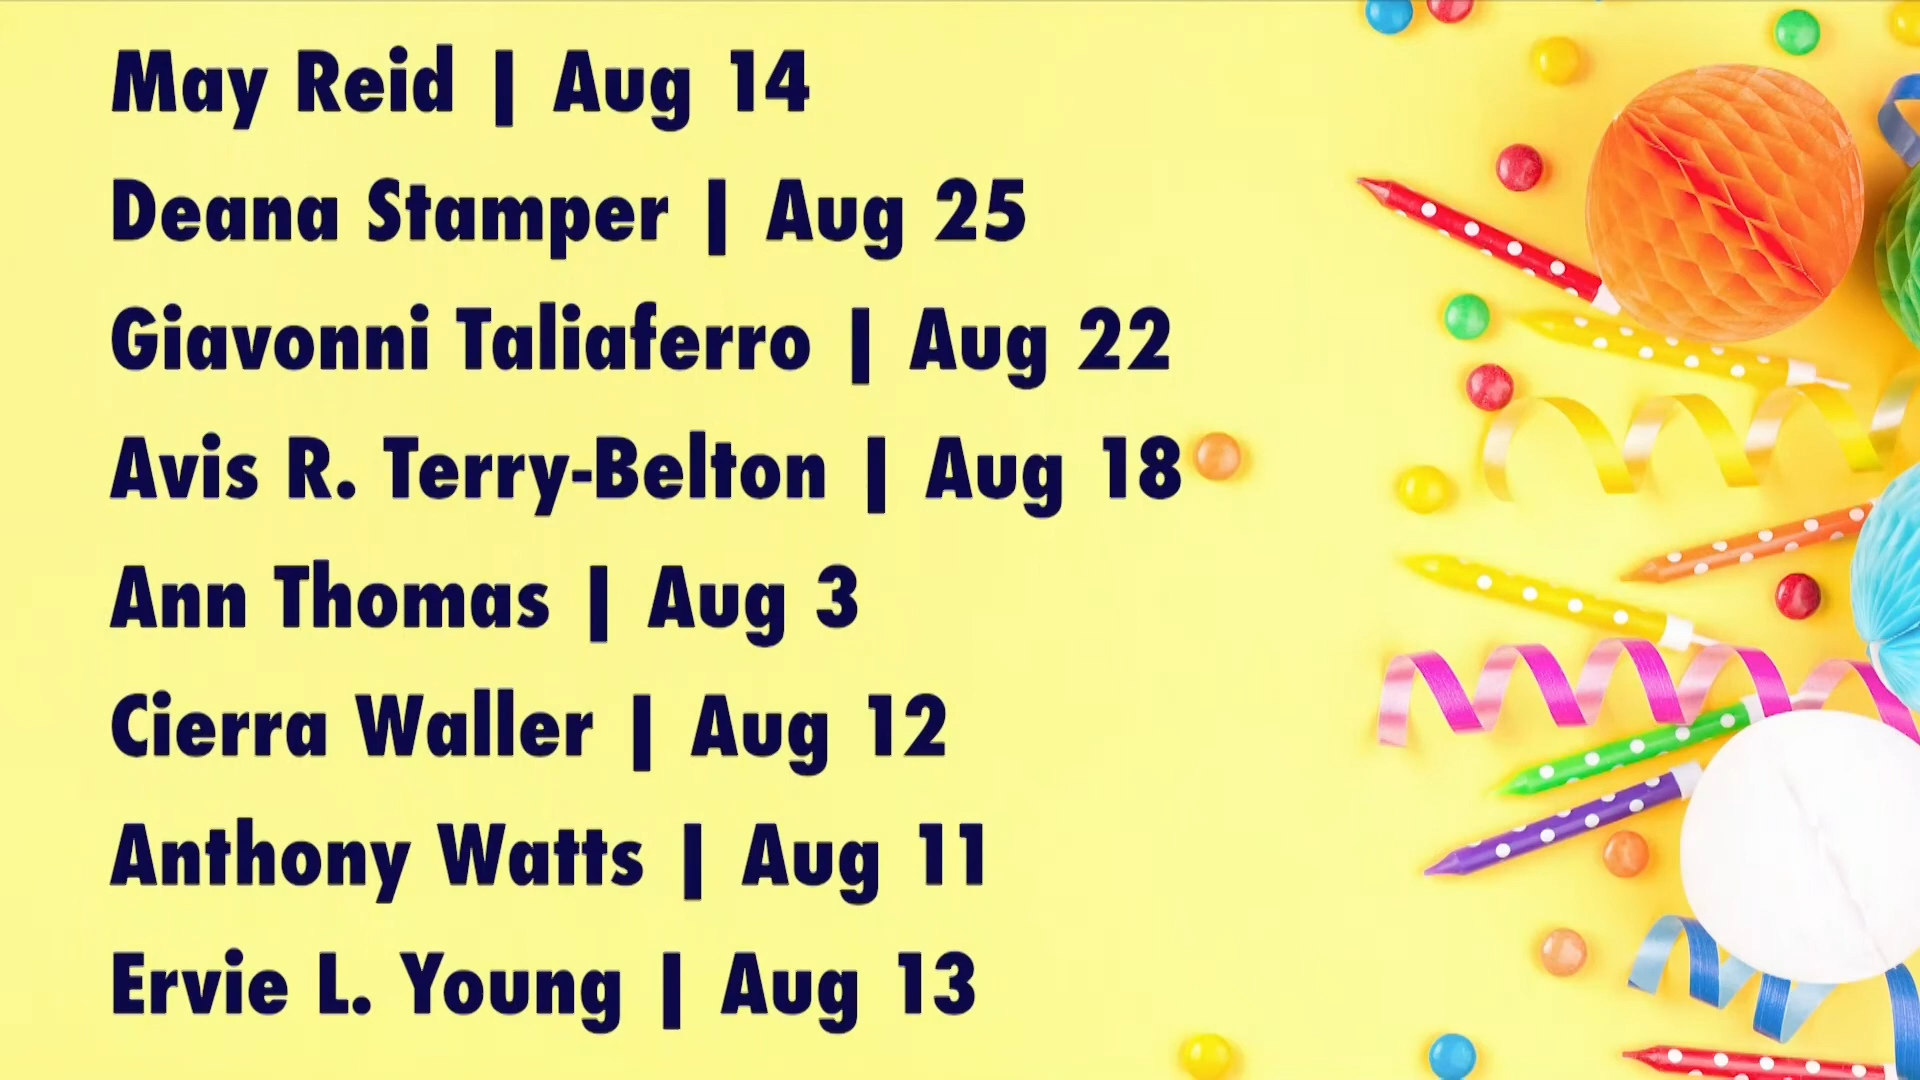 May Reid | Aug 14
Deana Stamper | Aug 25
Giavonni Taliaferro | Aug 22
Avis R. Terry-Belton | Aug 18
Ann Thomas | Aug 3
Cierra Waller | Aug 12
Anthony Watts | Aug 11
Ervie L. Young | Aug 13